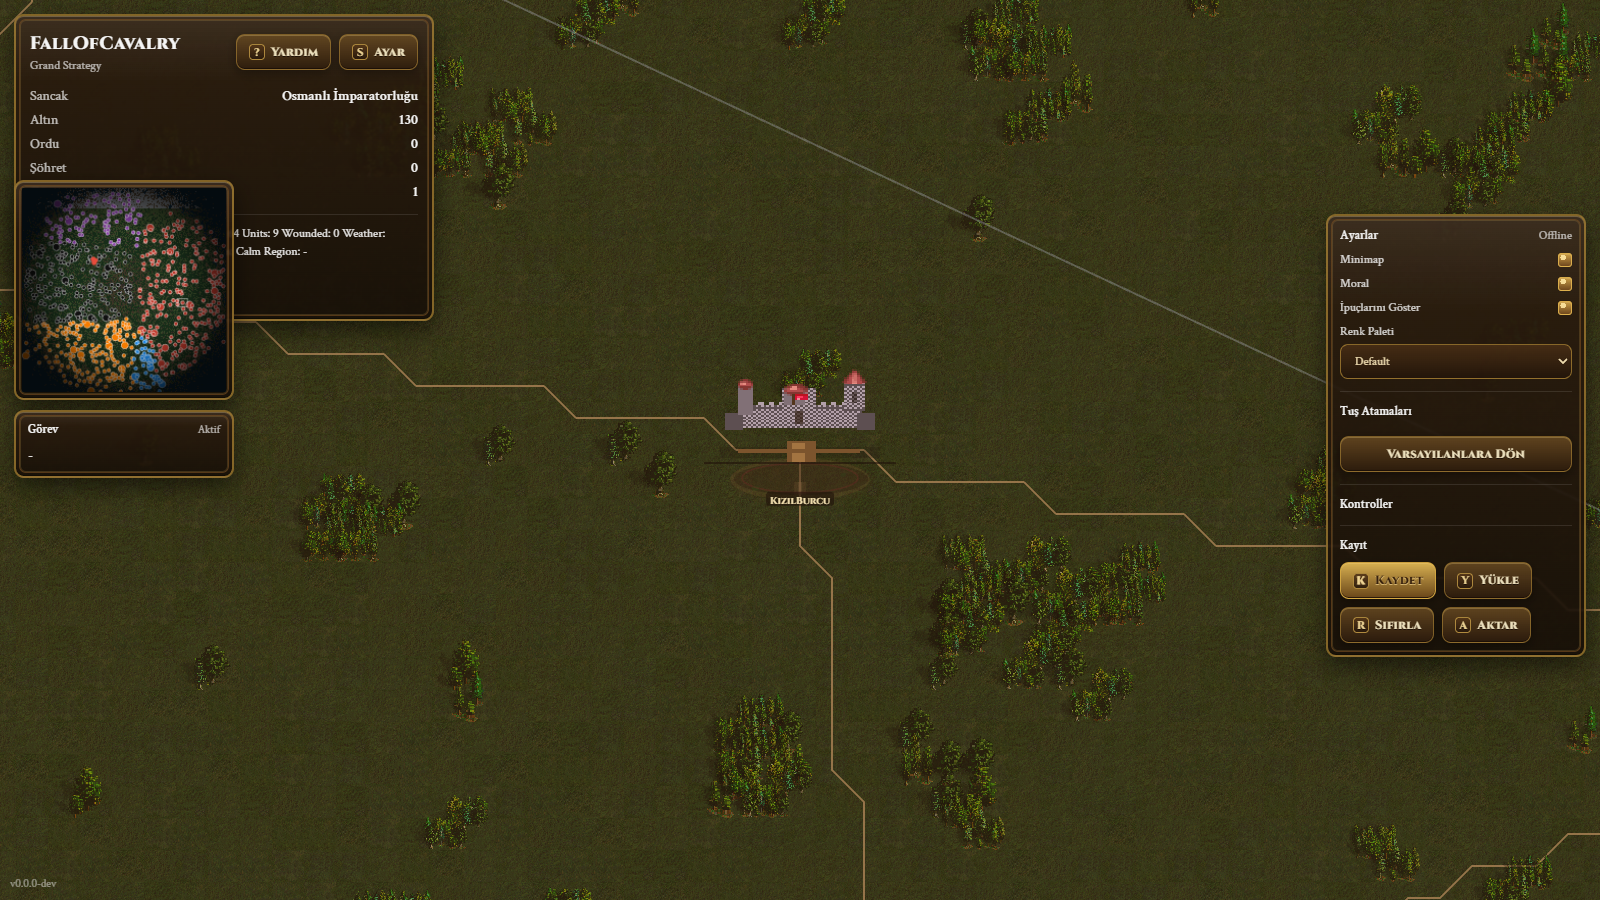 FallOfCavalry
? Yardım
S Ayar
Grand Strategy
Sancak Osmanlı İmparatorluğu
Altın 130
Ordu 0
Şöhret 0
1
4 Units: 9 Wounded: 0 Weather:
Calm Region: -
Görev Aktif
-
KızılBurcu
Ayarlar Offline
Minimap
Moral
İpuçlarını Göster
Renk Paleti
Default
Tuş Atamaları
Varsayılanlara Dön
Kontroller
Kayıt
K Kaydet
Y Yükle
R Sıfırla
A Aktar
v0.0.0-dev